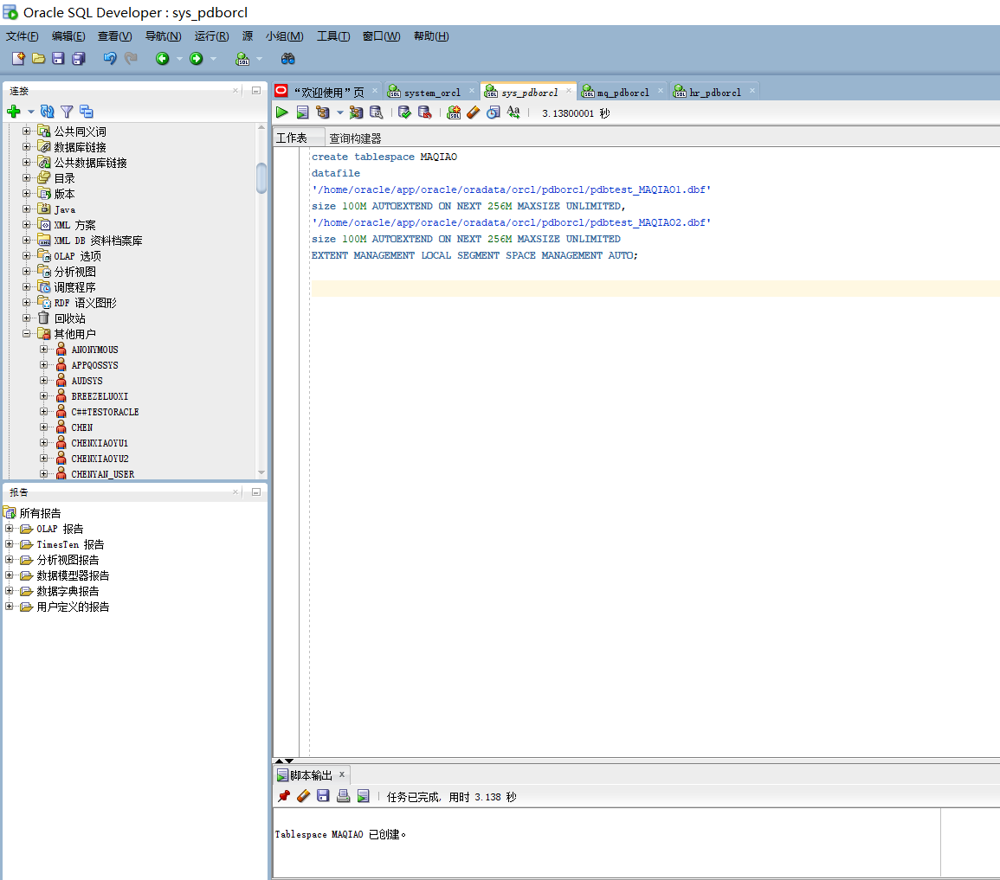 Oracle SQL Developer : sys_pdborcl
文件(F) 编辑(E) 查看(V) 导航(N) 运行(R) 源 小组(M) 工具(T) 窗口(W) 帮助(H)
连接
公共同义词
数据库链接
公共数据库链接
目录
版本
Java
XML 方案
XML DB 资料档案库
OLAP 选项
分析视图
调度程序
RDF 语义图形
回收站
其他用户
ANONYMOUS
APPQOSSYS
AUDSYS
BREEZELUOXI
C##TESTORACLE
CHEN
CHENXIAOYU1
CHENXIAOYU2
CHENYAN_USER
报告
所有报告
OLAP 报告
TimesTen 报告
分析视图报告
数据模型器报告
数据字典报告
用户定义的报告
“欢迎使用”页 system_orcl sys_pdborcl mq_pdborcl hr_pdborcl
3.13800001 秒
工作表 查询构建器
create tablespace MAQIAO
datafile
'/home/oracle/app/oracle/oradata/orcl/pdborcl/pdbtest_MAQIAO1.dbf'
size 100M AUTOEXTEND ON NEXT 256M MAXSIZE UNLIMITED,
'/home/oracle/app/oracle/oradata/orcl/pdborcl/pdbtest_MAQIAO2.dbf'
size 100M AUTOEXTEND ON NEXT 256M MAXSIZE UNLIMITED
EXTENT MANAGEMENT LOCAL SEGMENT SPACE MANAGEMENT AUTO;
脚本输出
任务已完成, 用时 3.138 秒
Tablespace MAQIAO 已创建。